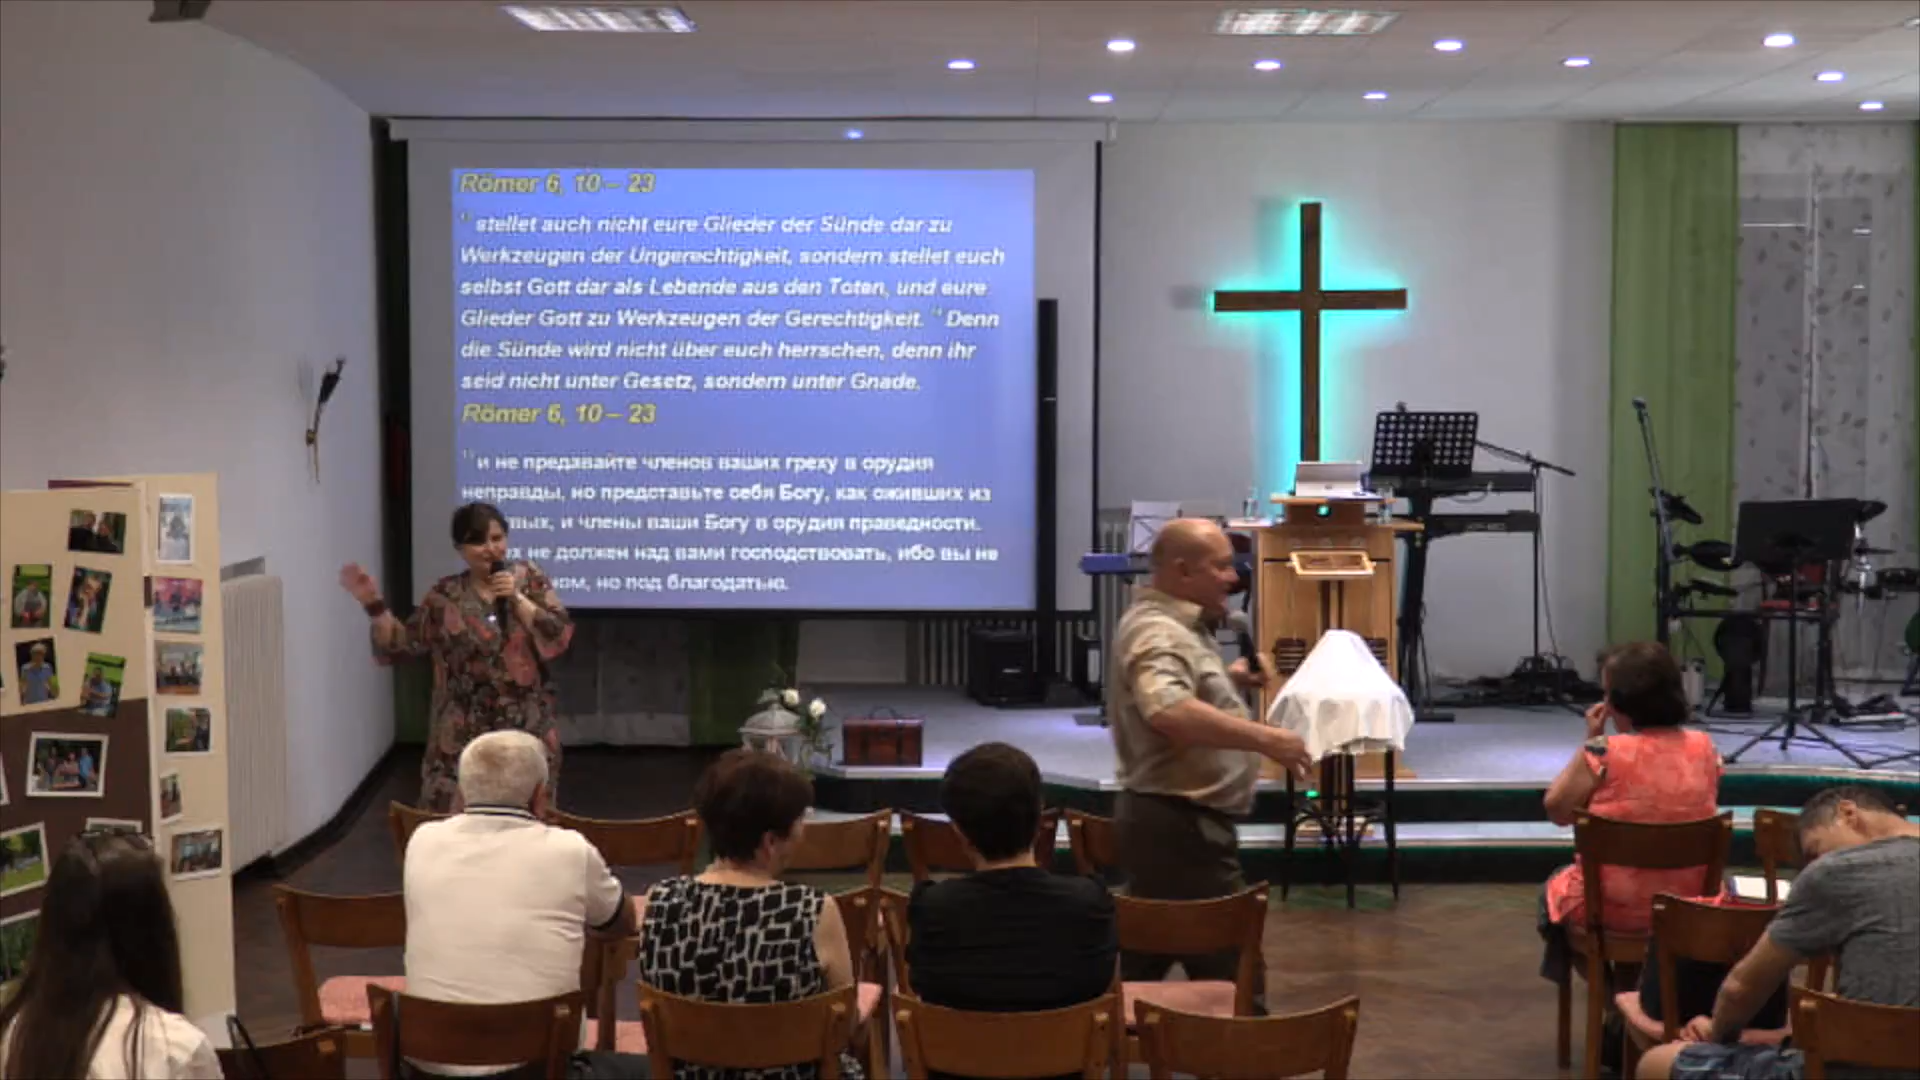 Römer 6, 10 – 23
stellet auch nicht eure Glieder der Sünde dar zu
Werkzeugen der Ungerechtigkeit, sondern stellet euch
selbst Gott dar als Lebende aus den Toten, und eure
Glieder Gott zu Werkzeugen der Gerechtigkeit. Denn
die Sünde wird nicht über euch herrschen, denn ihr
seid nicht unter Gesetz, sondern unter Gnade.
Römer 6, 10 – 23
и не предавайте членов ваших греху в орудия
неправды, но представьте себя Богу, как оживших из
и члены ваши Богу в орудия праведности.
не должен над вами господствовать, ибо вы не
но под благодатью.